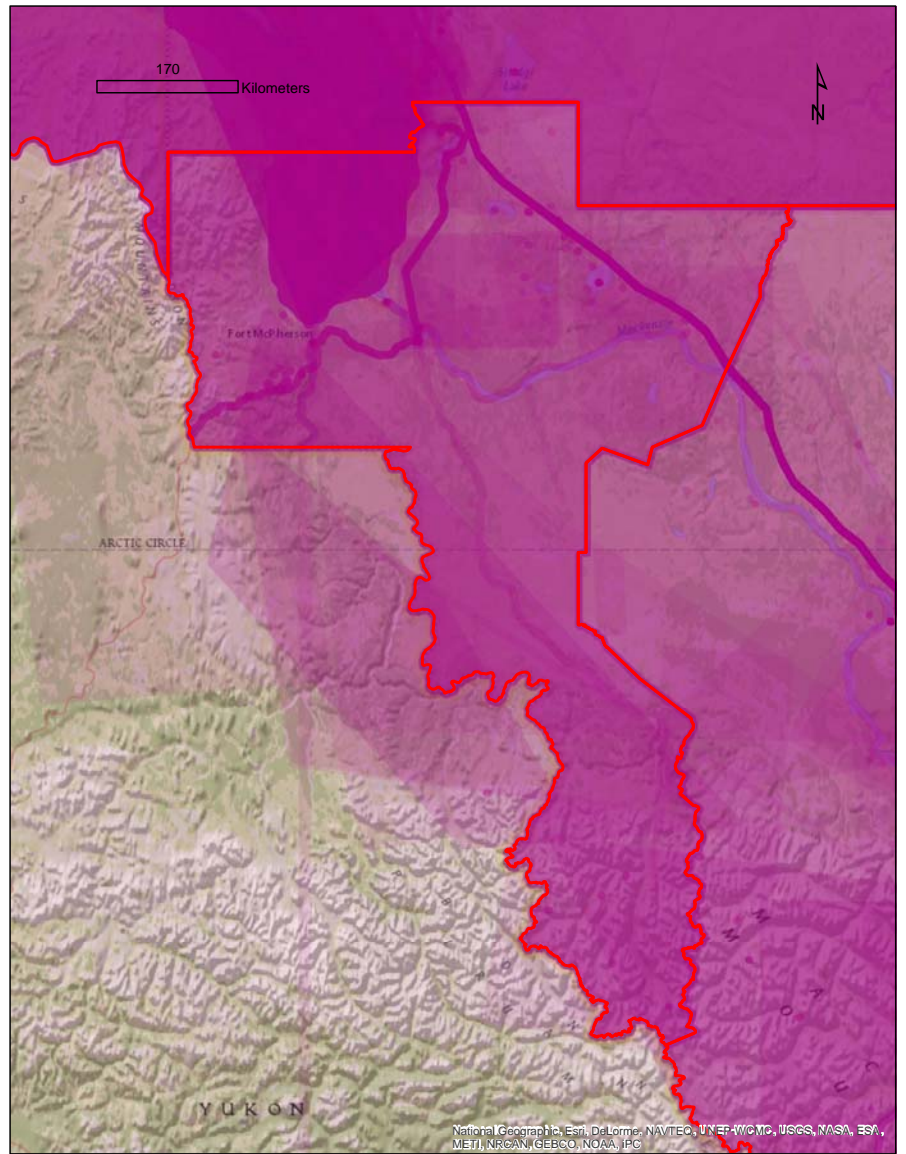 170
Kilometers
N
Fort McPherson
Mackenzie
ARCTIC CIRCLE
YUKON
National Geographic, Esri, DeLorme, NAVTEQ, UNEP-WCMC, USGS, NASA, ESA,
METI, NRCAN, GEBCO, NOAA, iPC